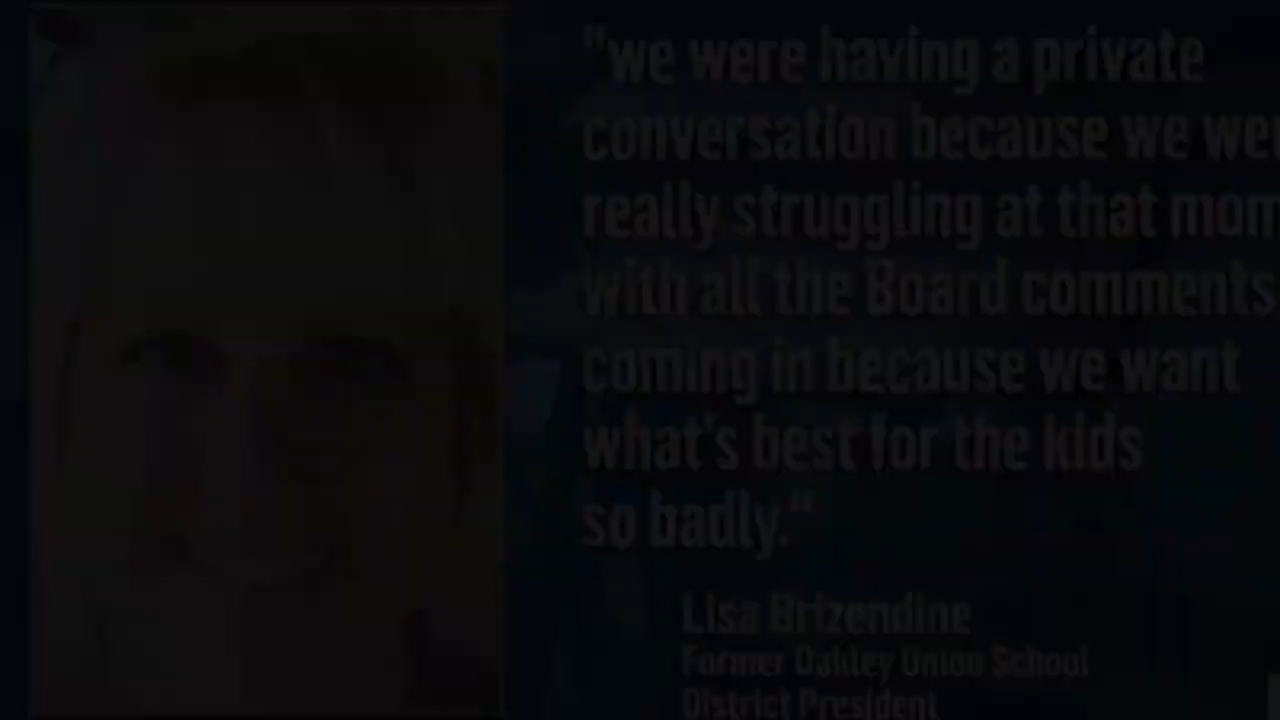 "we were having a private
conversation because we we
really struggling at that mom
with all the Board comments
coming in because we want
what's best for the kids
so badly."
Lisa Brizendine
Former Oakley Union School
District President